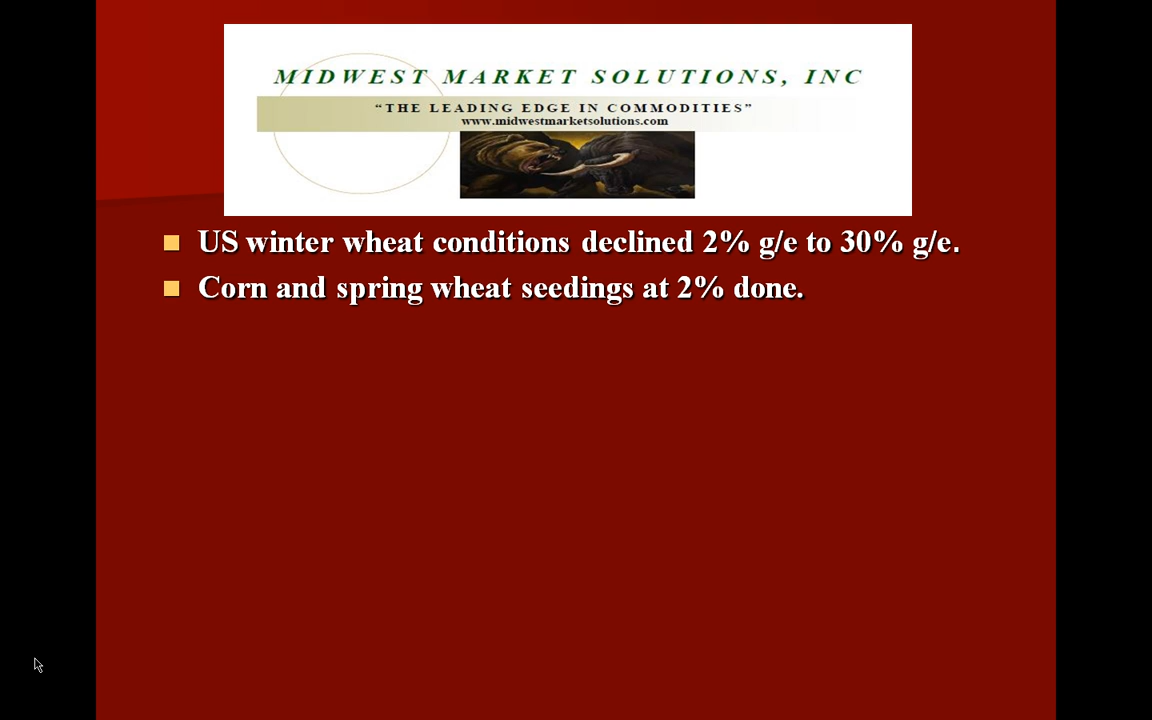 MIDWEST MARKET SOLUTIONS, INC
“THE LEADING EDGE IN COMMODITIES”
www.midwestmarketsolutions.com
US winter wheat conditions declined 2% g/e to 30% g/e.
Corn and spring wheat seedings at 2% done.